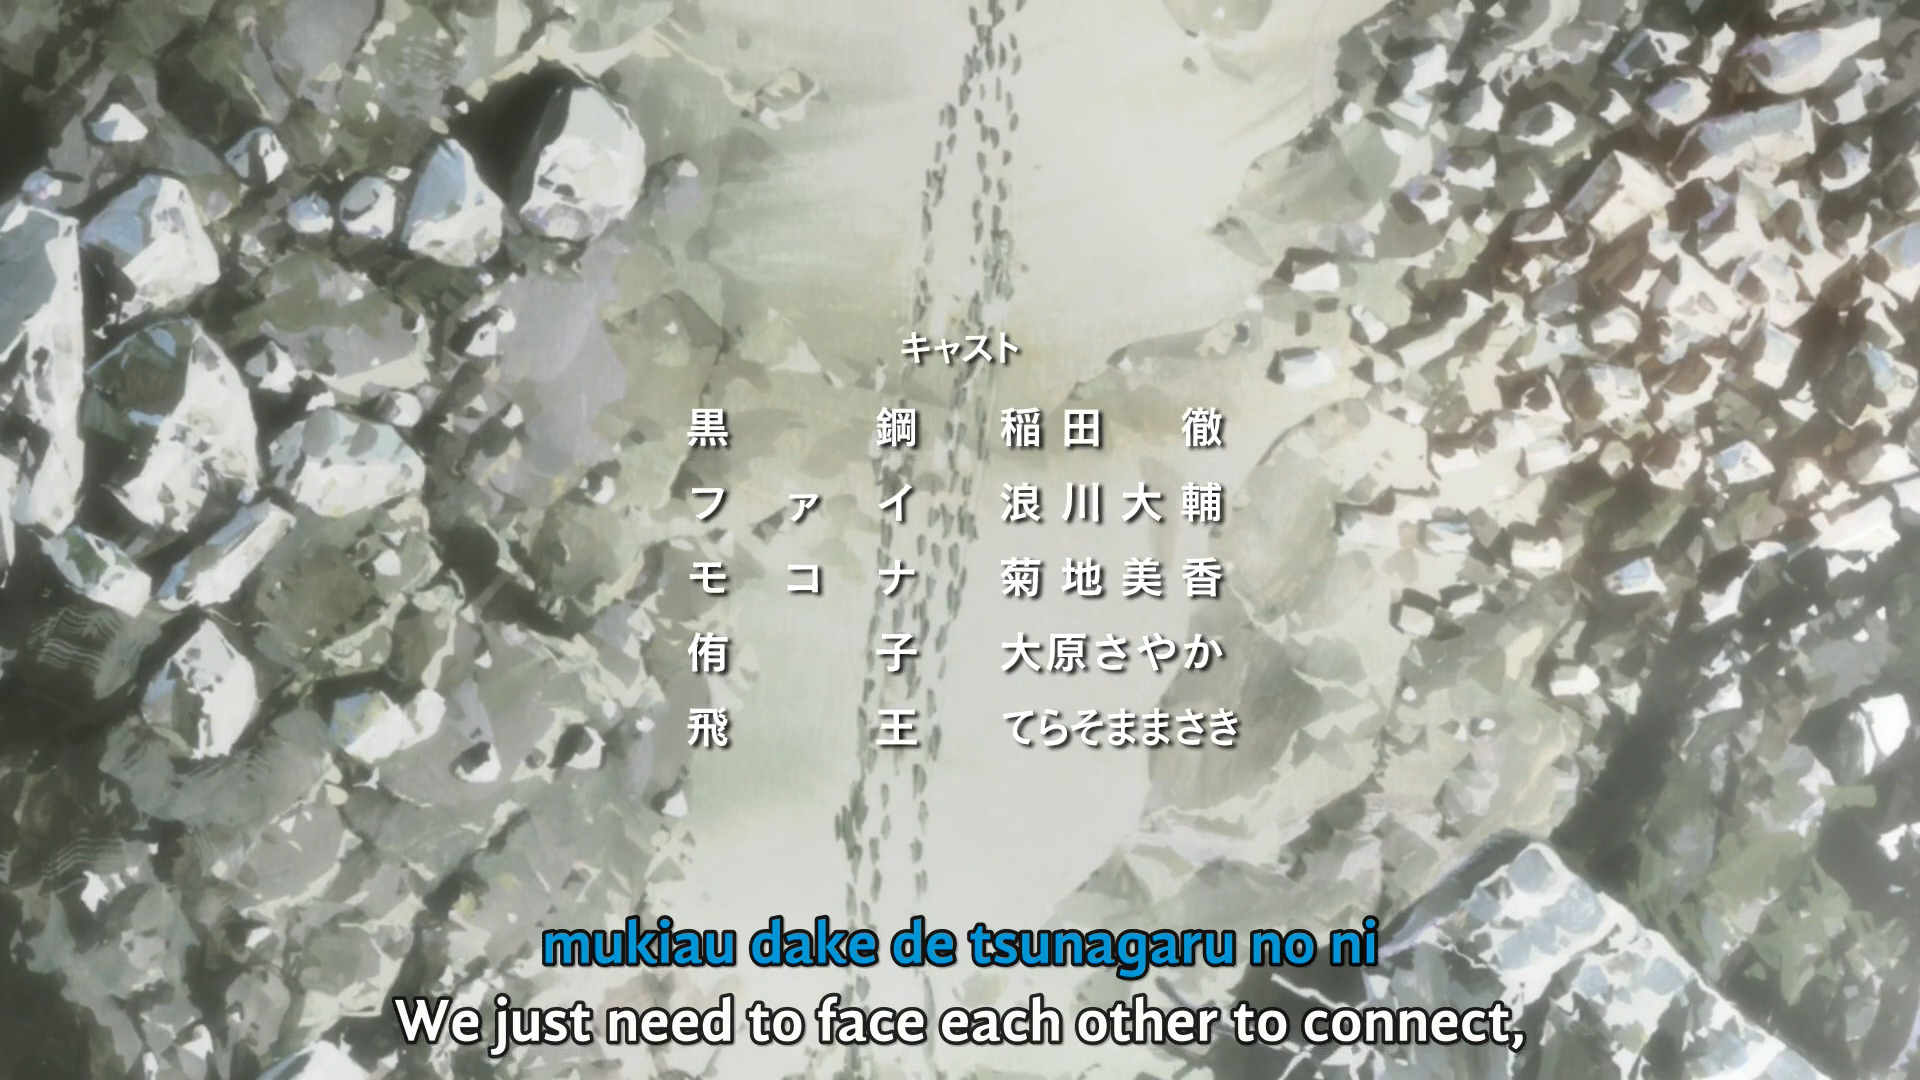 キャスト
黒鋼 稲田徹
ファイ 浪川大輔
モコナ 菊地美香
侑子 大原さやか
飛王 てらそままさき
mukiau dake de tsunagaru no ni
We just need to face each other to connect,